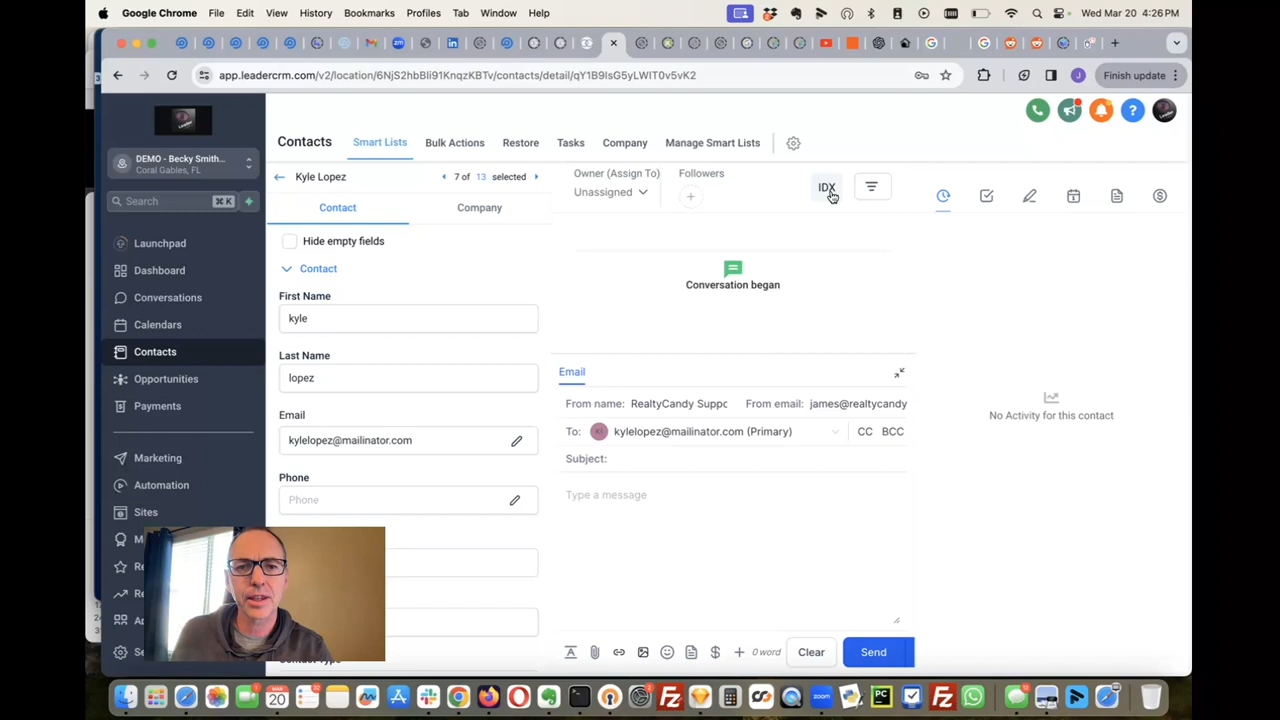 Google Chrome File Edit View History Bookmarks Profiles Tab Window Help Wed Mar 20 4:26 PM
app.leadercrm.com/v2/location/6NjS2hbBli91KnqzKBTv/contacts/detail/qY1B9IsG5yLWIT0v5vK2
Finish update
DEMO - Becky Smith...
Coral Gables, FL
Search ⌘ K
Launchpad
Dashboard
Conversations
Calendars
Contacts
Opportunities
Payments
Marketing
Automation
Sites
Contacts Smart Lists Bulk Actions Restore Tasks Company Manage Smart Lists
Kyle Lopez 7 of 13 selected
Contact Company
Hide empty fields
Contact
First Name
kyle
Last Name
lopez
Email
kylelopez@mailinator.com
Phone
Phone
Owner (Assign To) Followers
Unassigned
IDX
Conversation began
Email
From name: RealtyCandy Suppc From email: james@realtycandy
To: KI kylelopez@mailinator.com (Primary) CC BCC
Subject:
Type a message
0 word Clear Send
No Activity for this contact